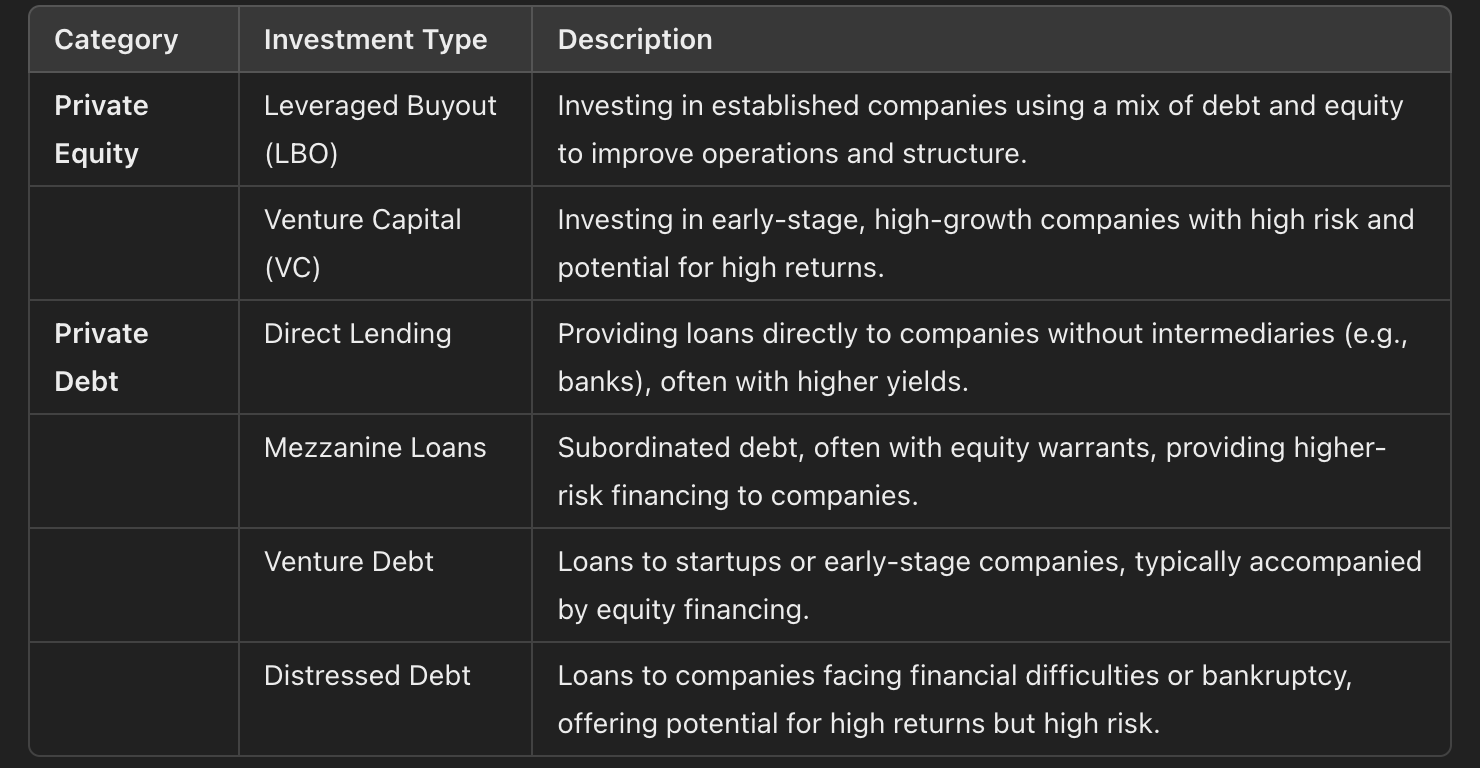 Category Investment Type Description
Private Leveraged Buyout Investing in established companies using a mix of debt and equity
Equity (LBO) to improve operations and structure.
Venture Capital Investing in early-stage, high-growth companies with high risk and
(VC) potential for high returns.
Private Direct Lending Providing loans directly to companies without intermediaries (e.g.,
Debt banks), often with higher yields.
Mezzanine Loans Subordinated debt, often with equity warrants, providing higher-
risk financing to companies.
Venture Debt Loans to startups or early-stage companies, typically accompanied
by equity financing.
Distressed Debt Loans to companies facing financial difficulties or bankruptcy,
offering potential for high returns but high risk.